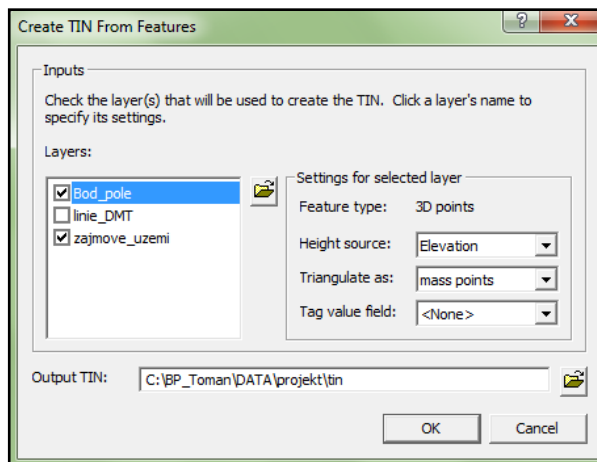 Create TIN From Features
Inputs
Check the layer(s) that will be used to create the TIN. Click a layer's name to
specify its settings.
Layers:
Bod_pole
linie_DMT
zajmove_uzemi
Settings for selected layer
Feature type: 3D points
Height source: Elevation
Triangulate as: mass points
Tag value field: <None>
Output TIN: C:\BP_Toman\DATA\projekt\tin
OK Cancel